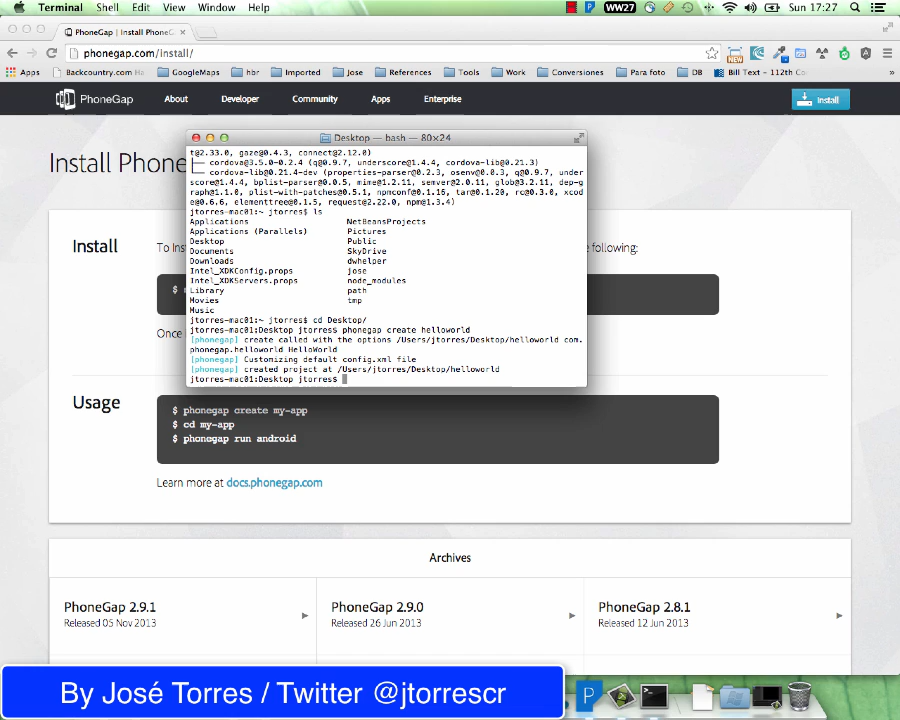 Terminal Shell Edit View Window Help WW27 Sun 17:27
PhoneGap | Install PhoneG
phonegap.com/install/
Apps Backcountry.com GoogleMaps hbr Imported Jose References Tools Work Conversiones Para foto DB Bill Text - 112th Co »
PhoneGap About Developer Community Apps Enterprise Install
Install Phone
Desktop — bash — 80×24
t@2.33.0, gaze@0.4.3, connect@2.12.0)
├── cordova@3.5.0-0.2.4 (q@0.9.7, underscore@1.4.4, cordova-lib@0.21.3)
└── cordova-lib@0.21.4-dev (properties-parser@0.2.3, osenv@0.0.3, q@0.9.7, under
score@1.4.4, bplist-parser@0.0.5, mime@1.2.11, semver@2.0.11, glob@3.2.11, dep-g
raph@1.1.0, plist-with-patches@0.5.1, npmconf@0.1.16, tar@0.1.20, rc@0.3.0, xcod
e@0.6.6, elementtree@0.1.5, request@2.22.0, npm@1.3.4)
jtorres-mac01:~ jtorres$ ls
Applications NetBeansProjects
Applications (Parallels) Pictures
Desktop Public
Documents SkyDrive
Downloads dwhelper
Intel_XDKConfig.props jose
Intel_XDKServers.props node_modules
Library path
Movies tmp
Music
jtorres-mac01:~ jtorres$ cd Desktop/
jtorres-mac01:Desktop jtorres$ phonegap create helloworld
[phonegap] create called with the options /Users/jtorres/Desktop/helloworld com.
phonegap.helloworld HelloWorld
[phonegap] Customizing default config.xml file
[phonegap] created project at /Users/jtorres/Desktop/helloworld
jtorres-mac01:Desktop jtorres$
Install
To Ins
e following:
$
Once
Usage
$ phonegap create my-app
$ cd my-app
$ phonegap run android
Learn more at docs.phonegap.com
Archives
PhoneGap 2.9.1
Released 05 Nov 2013
PhoneGap 2.9.0
Released 26 Jun 2013
PhoneGap 2.8.1
Released 12 Jun 2013
By José Torres / Twitter @jtorrescr